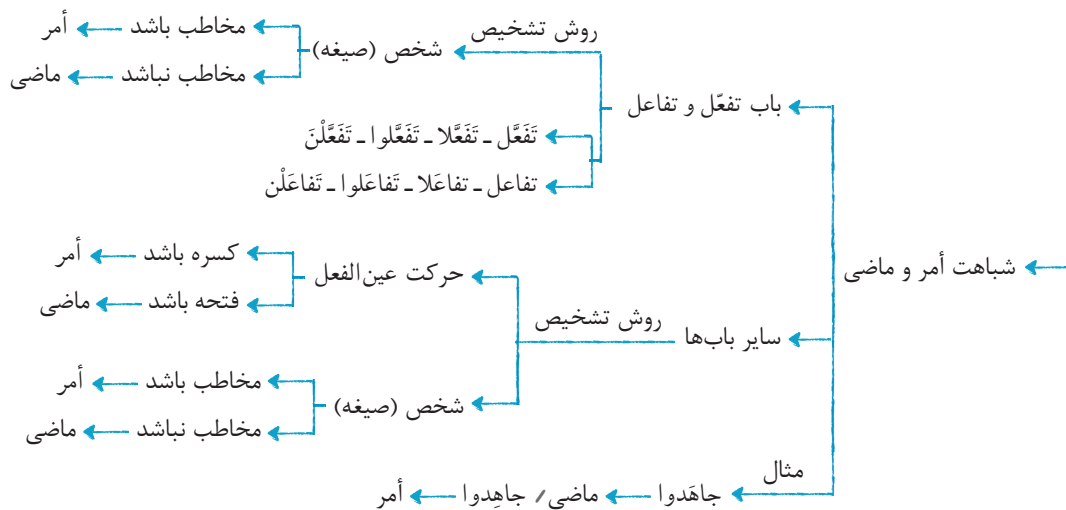 شباهت أمر و ماضی
باب تفعّل و تفاعل
روش تشخیص
شخص (صیغه)
مخاطب باشد
أمر
مخاطب نباشد
ماضی
تَفَعَّل ـ تَفَعَّلا ـ تَفَعَّلوا ـ تَفَعَّلْنَ
تفاعل ـ تفاعَلا ـ تَفاعَلوا ـ تَفاعَلْن
سایر باب‌ها
روش تشخیص
حرکت عین‌الفعل
کسره باشد
أمر
فتحه باشد
ماضی
شخص (صیغه)
مخاطب باشد
أمر
مخاطب نباشد
ماضی
مثال
جاهَدوا ماضی / جاهِدوا أمر